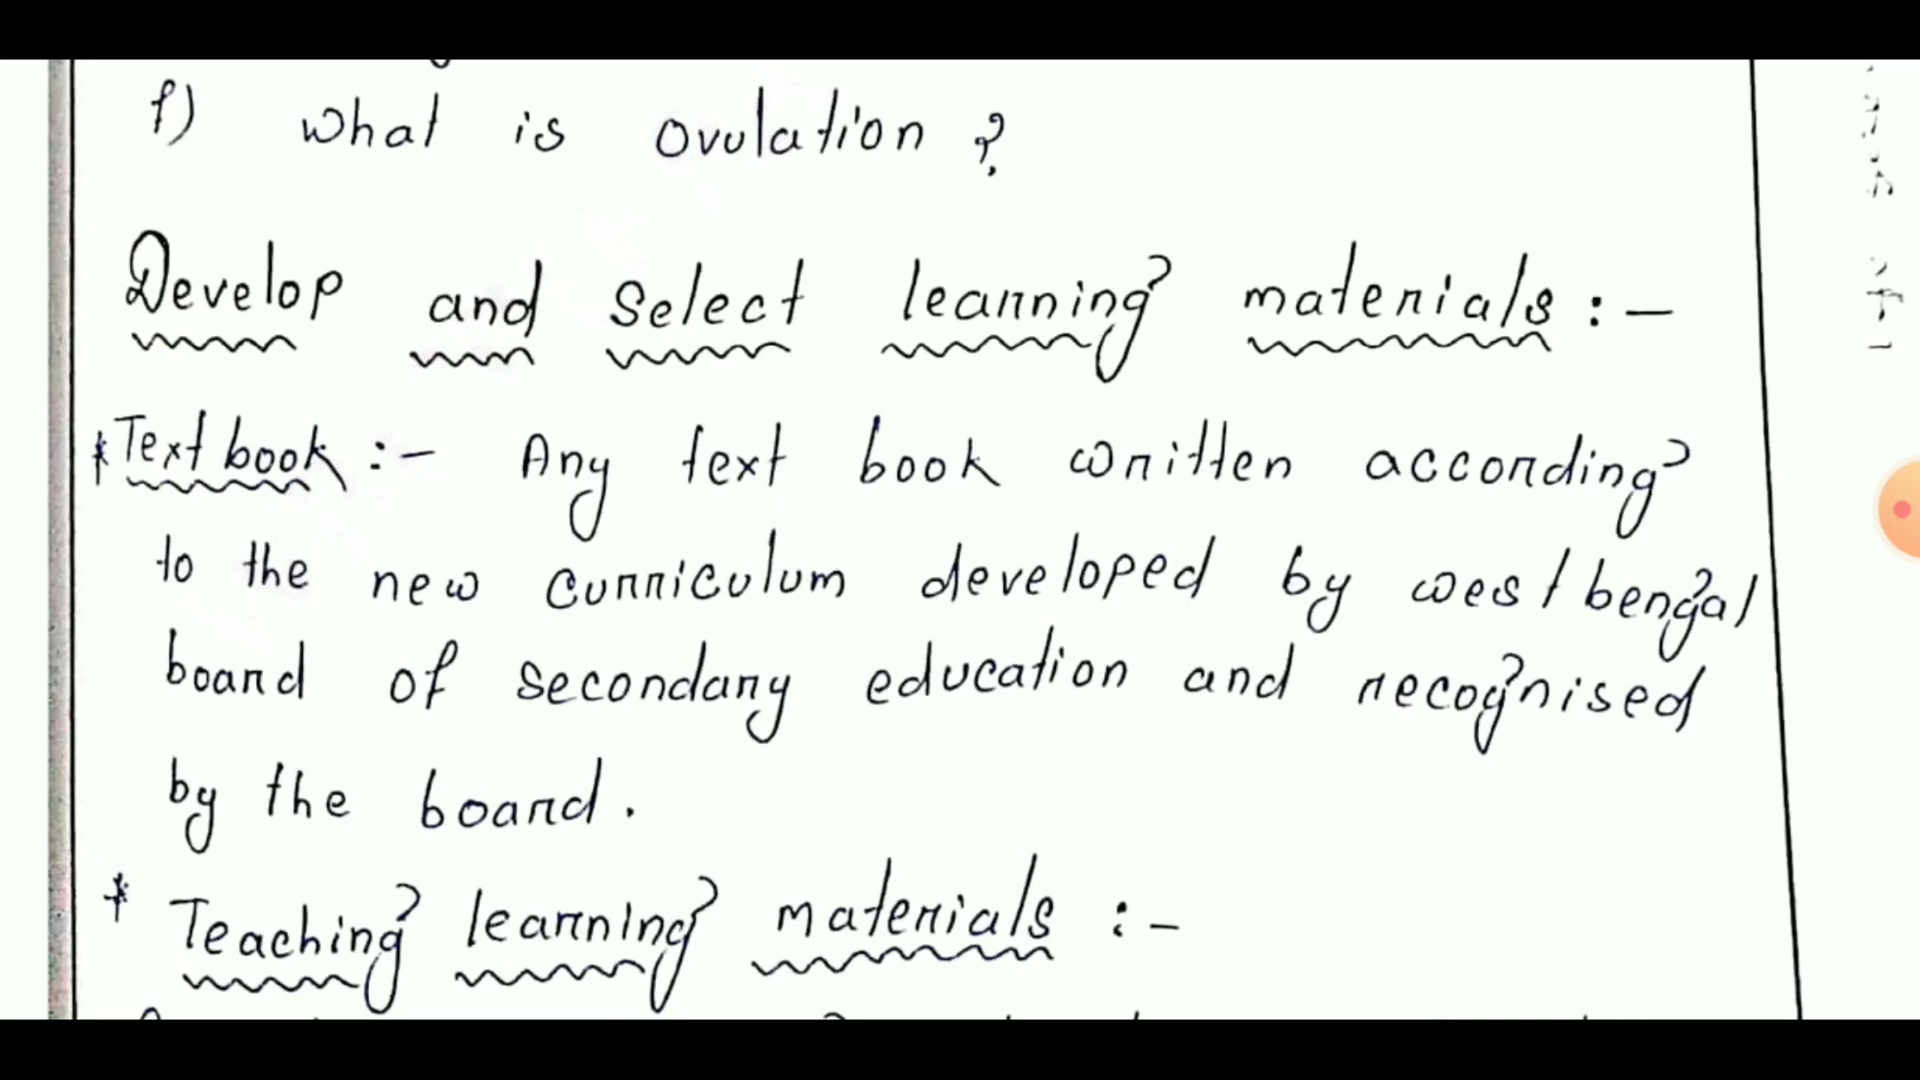 f) What is Ovulation?
Develop and Select learning materials :-
* Text book :- Any text book written according
to the new curriculum developed by west bengal
board of secondary education and recognised
by the board.
* Teaching learning materials :-